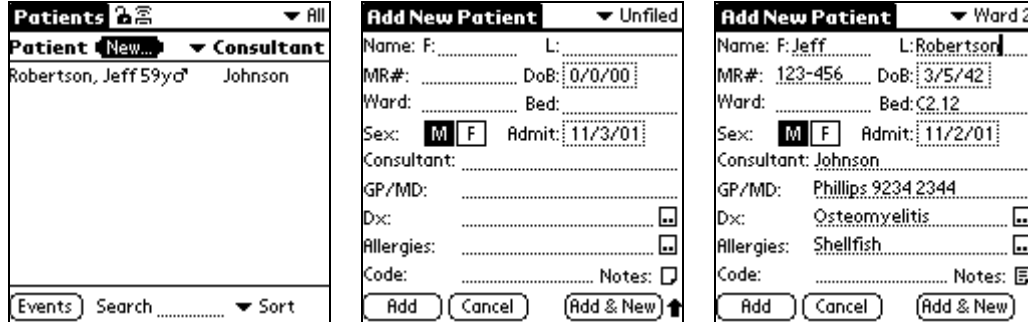 Patients ▼ All
Patient New... ▼ Consultant
Robertson, Jeff 59y♂ Johnson
Events Search ▼ Sort
Add New Patient ▼ Unfiled
Name: F: L:
MR#: DoB: 0/0/00
Ward: Bed:
Sex: M F Admit: 11/3/01
Consultant:
GP/MD:
Dx:
Allergies:
Code: Notes:
Add Cancel Add & New
Add New Patient ▼ Ward 2
Name: F: Jeff L: Robertson
MR#: 123-456 DoB: 3/5/42
Ward: Bed: C2.12
Sex: M F Admit: 11/2/01
Consultant: Johnson
GP/MD: Phillips 9234 2344
Dx: Osteomyelitis
Allergies: Shellfish
Code: Notes:
Add Cancel Add & New